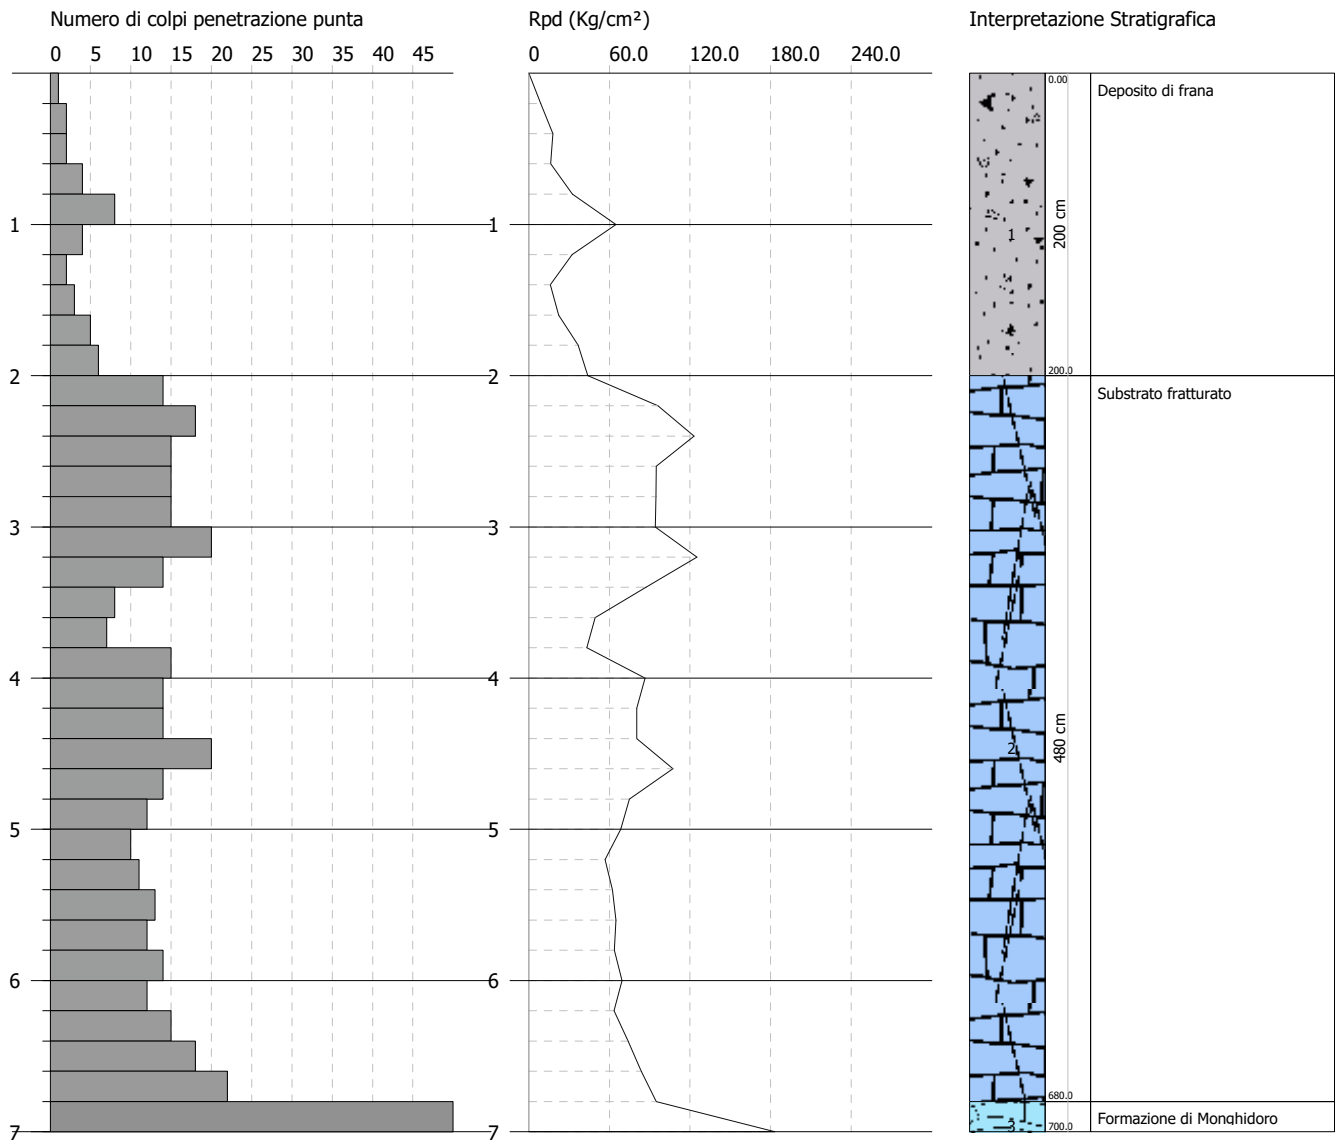 Numero di colpi penetrazione punta
0 5 10 15 20 25 30 35 40 45
1
2
3
4
5
6
7
Rpd (Kg/cm²)
0 60.0 120.0 180.0 240.0
1
2
3
4
5
6
7
Interpretazione Stratigrafica
0.00
Deposito di frana
1
200 cm
200.0
Substrato fratturato
2
480 cm
680.0
Formazione di Monghidoro
3
700.0